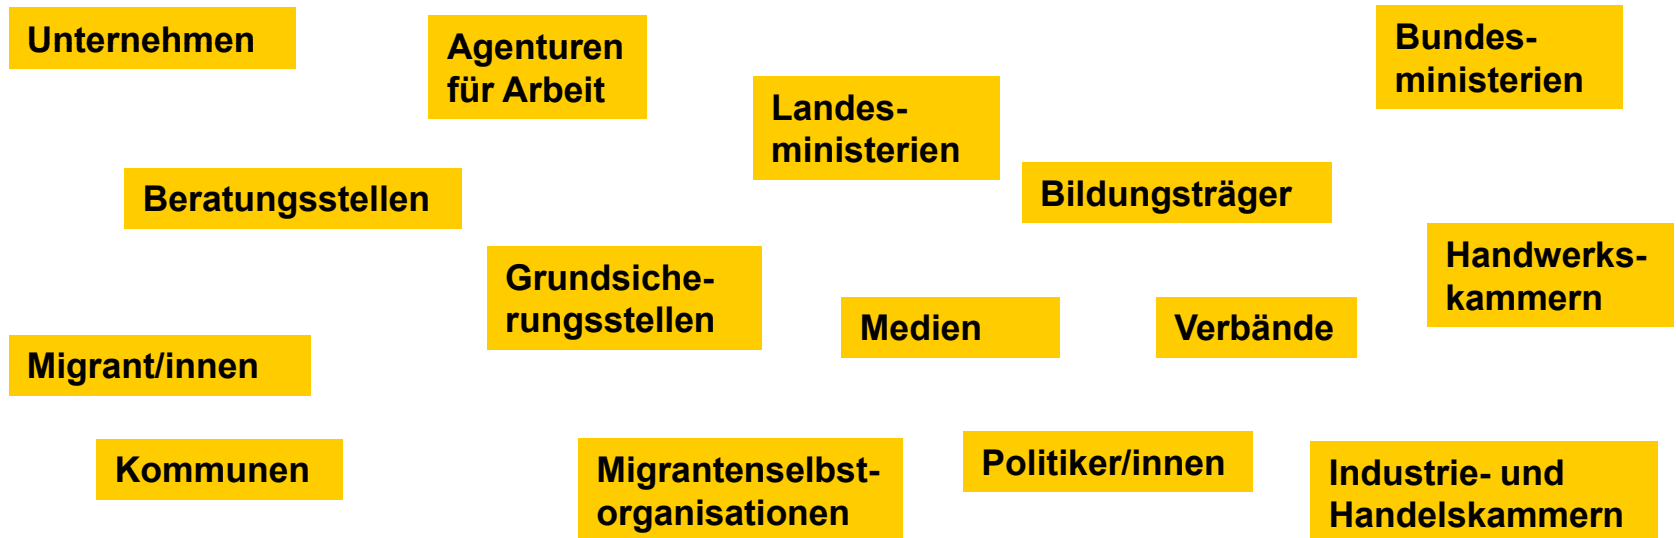 Unternehmen
Agenturen
für Arbeit
Bundes-
ministerien
Landes-
ministerien
Beratungsstellen
Bildungsträger
Grundsiche-
rungsstellen
Handwerks-
kammern
Medien
Verbände
Migrant/innen
Kommunen
Migrantenselbst-
organisationen
Politiker/innen
Industrie- und
Handelskammern